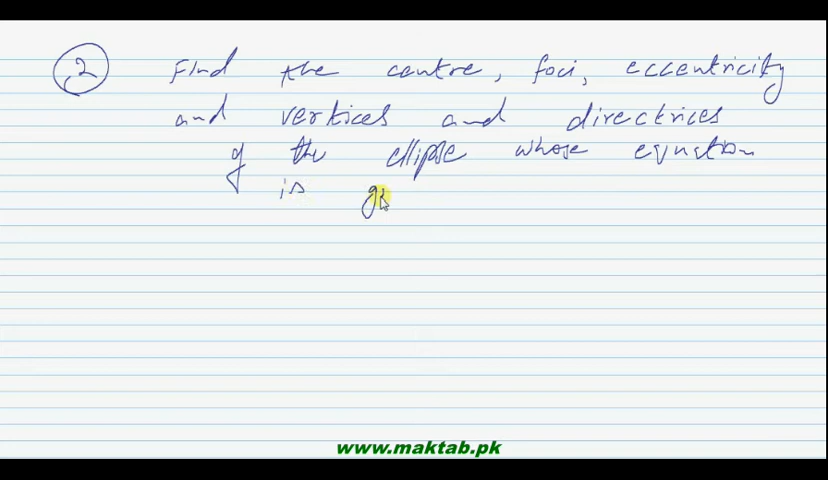 2 Find the centre, foci, eccentricity
and vertices and directrices
of the ellipse whose equation
is gi
www.maktab.pk